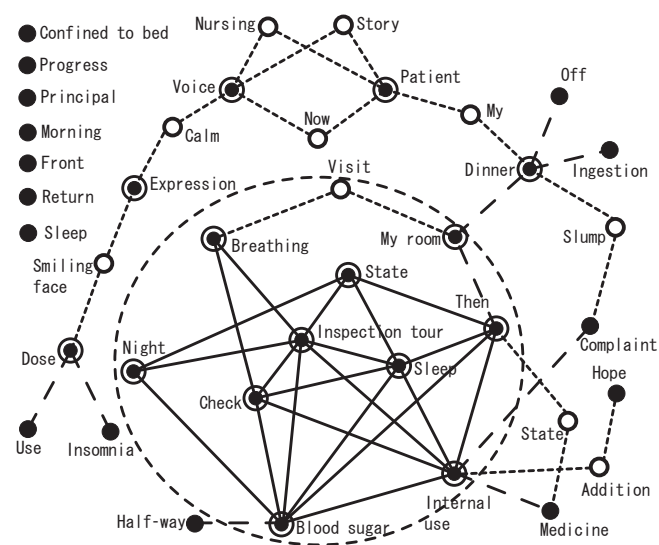 Confined to bed
Progress
Principal
Morning
Front
Return
Sleep
Nursing
Story
Voice
Patient
Now
My
Calm
Off
Dinner
Ingestion
Expression
Visit
Breathing
My room
Slump
Smiling
face
State
Then
Inspection tour
Complaint
Night
Dose
Sleep
Hope
Check
State
Use
Insomnia
Addition
Internal
use
Half-way
Blood sugar
Medicine